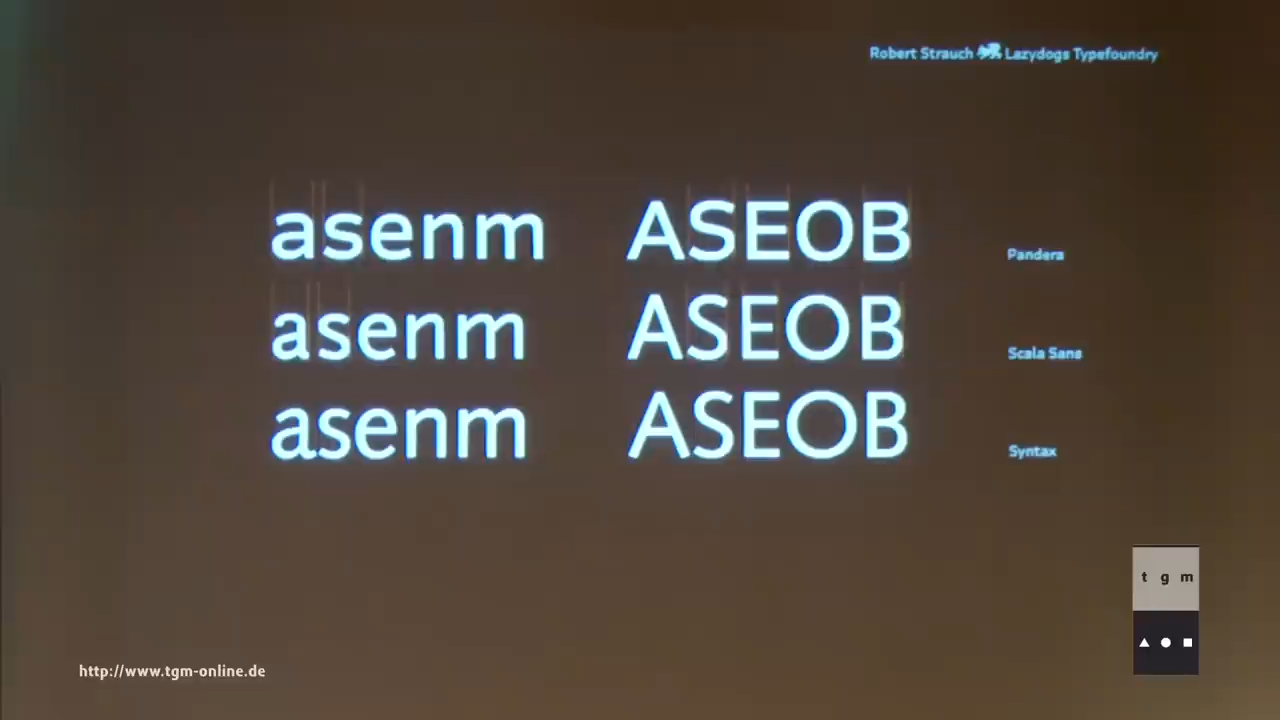 Robert Strauch Lazydogs Typefoundry
asenm ASEOB Pandera
asenm ASEOB Scala Sans
asenm ASEOB Syntax
t g m
http://www.tgm-online.de